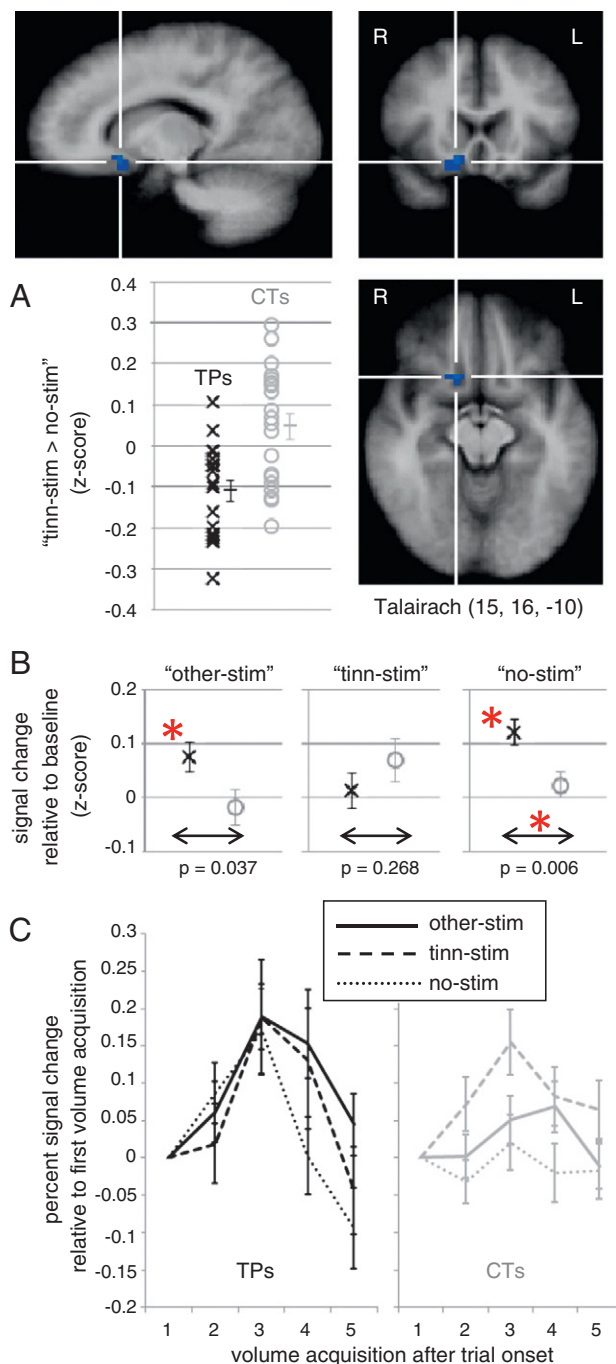 R L
A
CTs
TPs
0.4
0.3
0.2
0.1
0
-0.1
-0.2
-0.3
-0.4
“tinn-stim > no-stim”
(z-score)
R L
Talairach (15, 16, -10)
B
“other-stim” “tinn-stim” “no-stim”
signal change
relative to baseline
(z-score)
0.2
0.1
0
-0.1
* * *
p = 0.037 p = 0.268 p = 0.006
C
other-stim
tinn-stim
no-stim
percent signal change
relative to first volume acquisition
0.3
0.25
0.2
0.15
0.1
0.05
0
-0.05
-0.1
-0.15
-0.2
TPs CTs
1 2 3 4 5 1 2 3 4 5
volume acquisition after trial onset